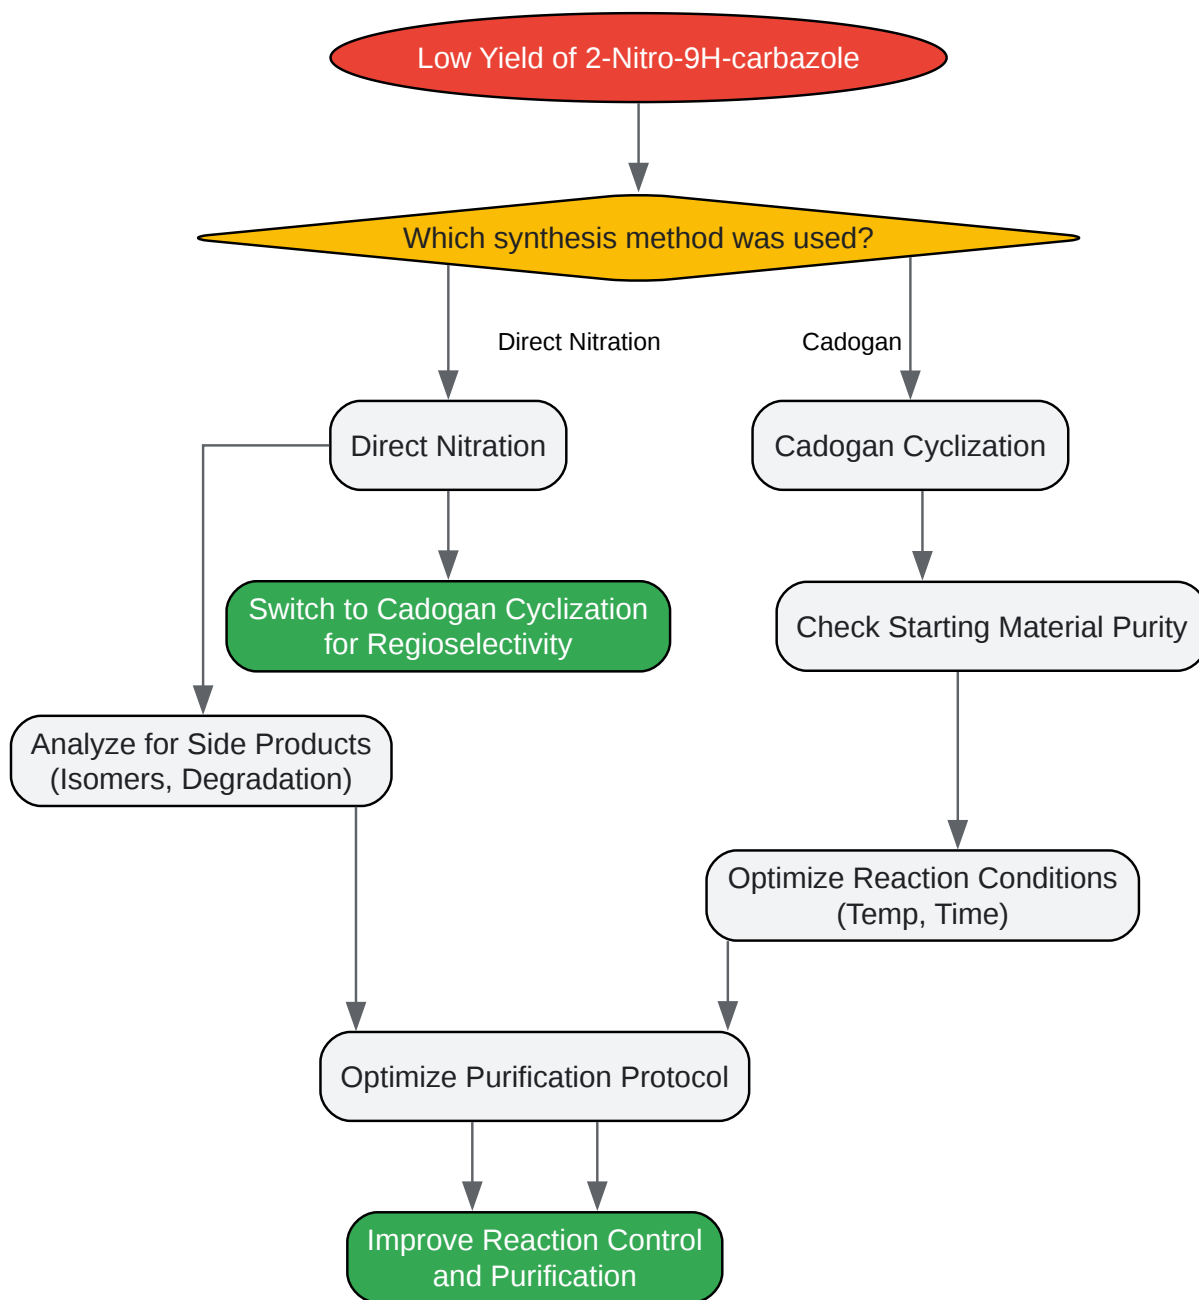 Low Yield of 2-Nitro-9H-carbazole
Which synthesis method was used?
Direct Nitration
Cadogan
Direct Nitration
Cadogan Cyclization
Switch to Cadogan Cyclization
for Regioselectivity
Check Starting Material Purity
Analyze for Side Products
(Isomers, Degradation)
Optimize Reaction Conditions
(Temp, Time)
Optimize Purification Protocol
Improve Reaction Control
and Purification